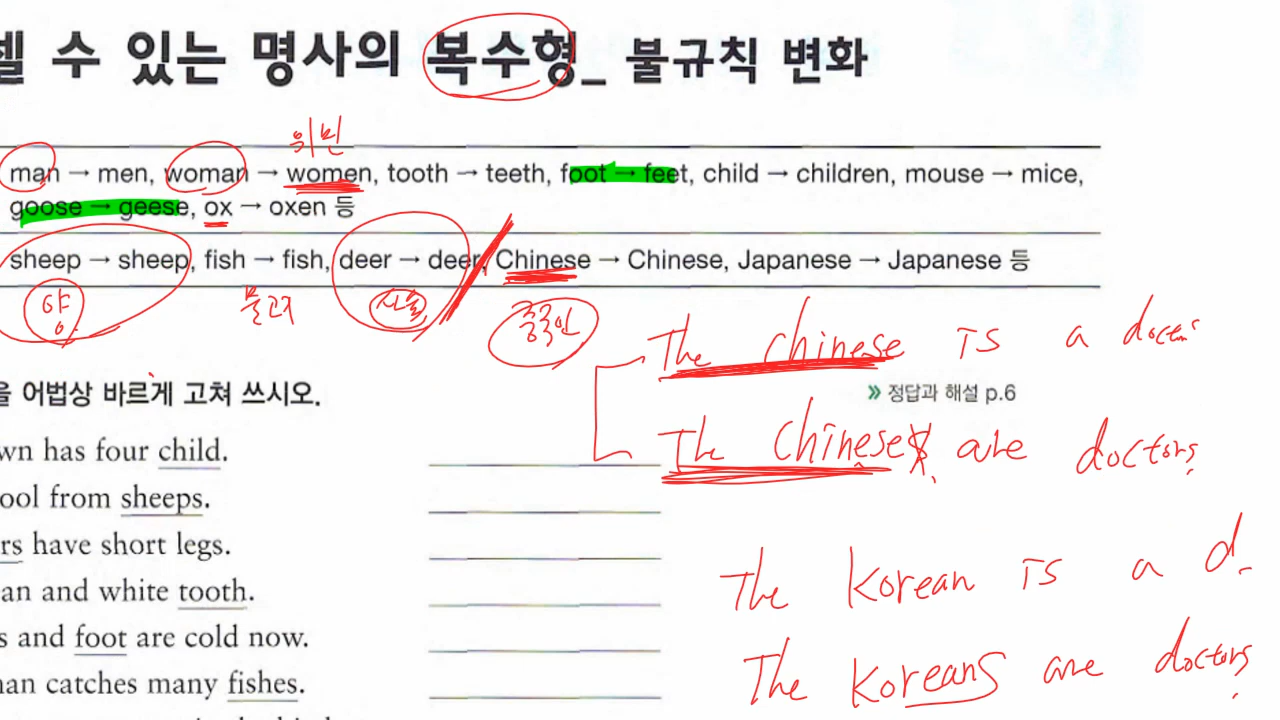 셀 수 있는 명사의 복수형_ 불규칙 변화
위민
man → men, woman → women, tooth → teeth, foot → feet, child → children, mouse → mice,
goose → geese, ox → oxen 등
sheep → sheep, fish → fish, deer → deer, Chinese → Chinese, Japanese → Japanese 등
양 물고기 사슴 중국인
The chinese is a
» 정답과 해설 p.6
을 어법상 바르게 고쳐 쓰시오.
The Chinese are doctors
wn has four child.
ool from sheeps.
rs have short legs.
The Korean is a d.
an and white tooth.
s and foot are cold now.
The Koreans are doctors
nan catches many fishes.